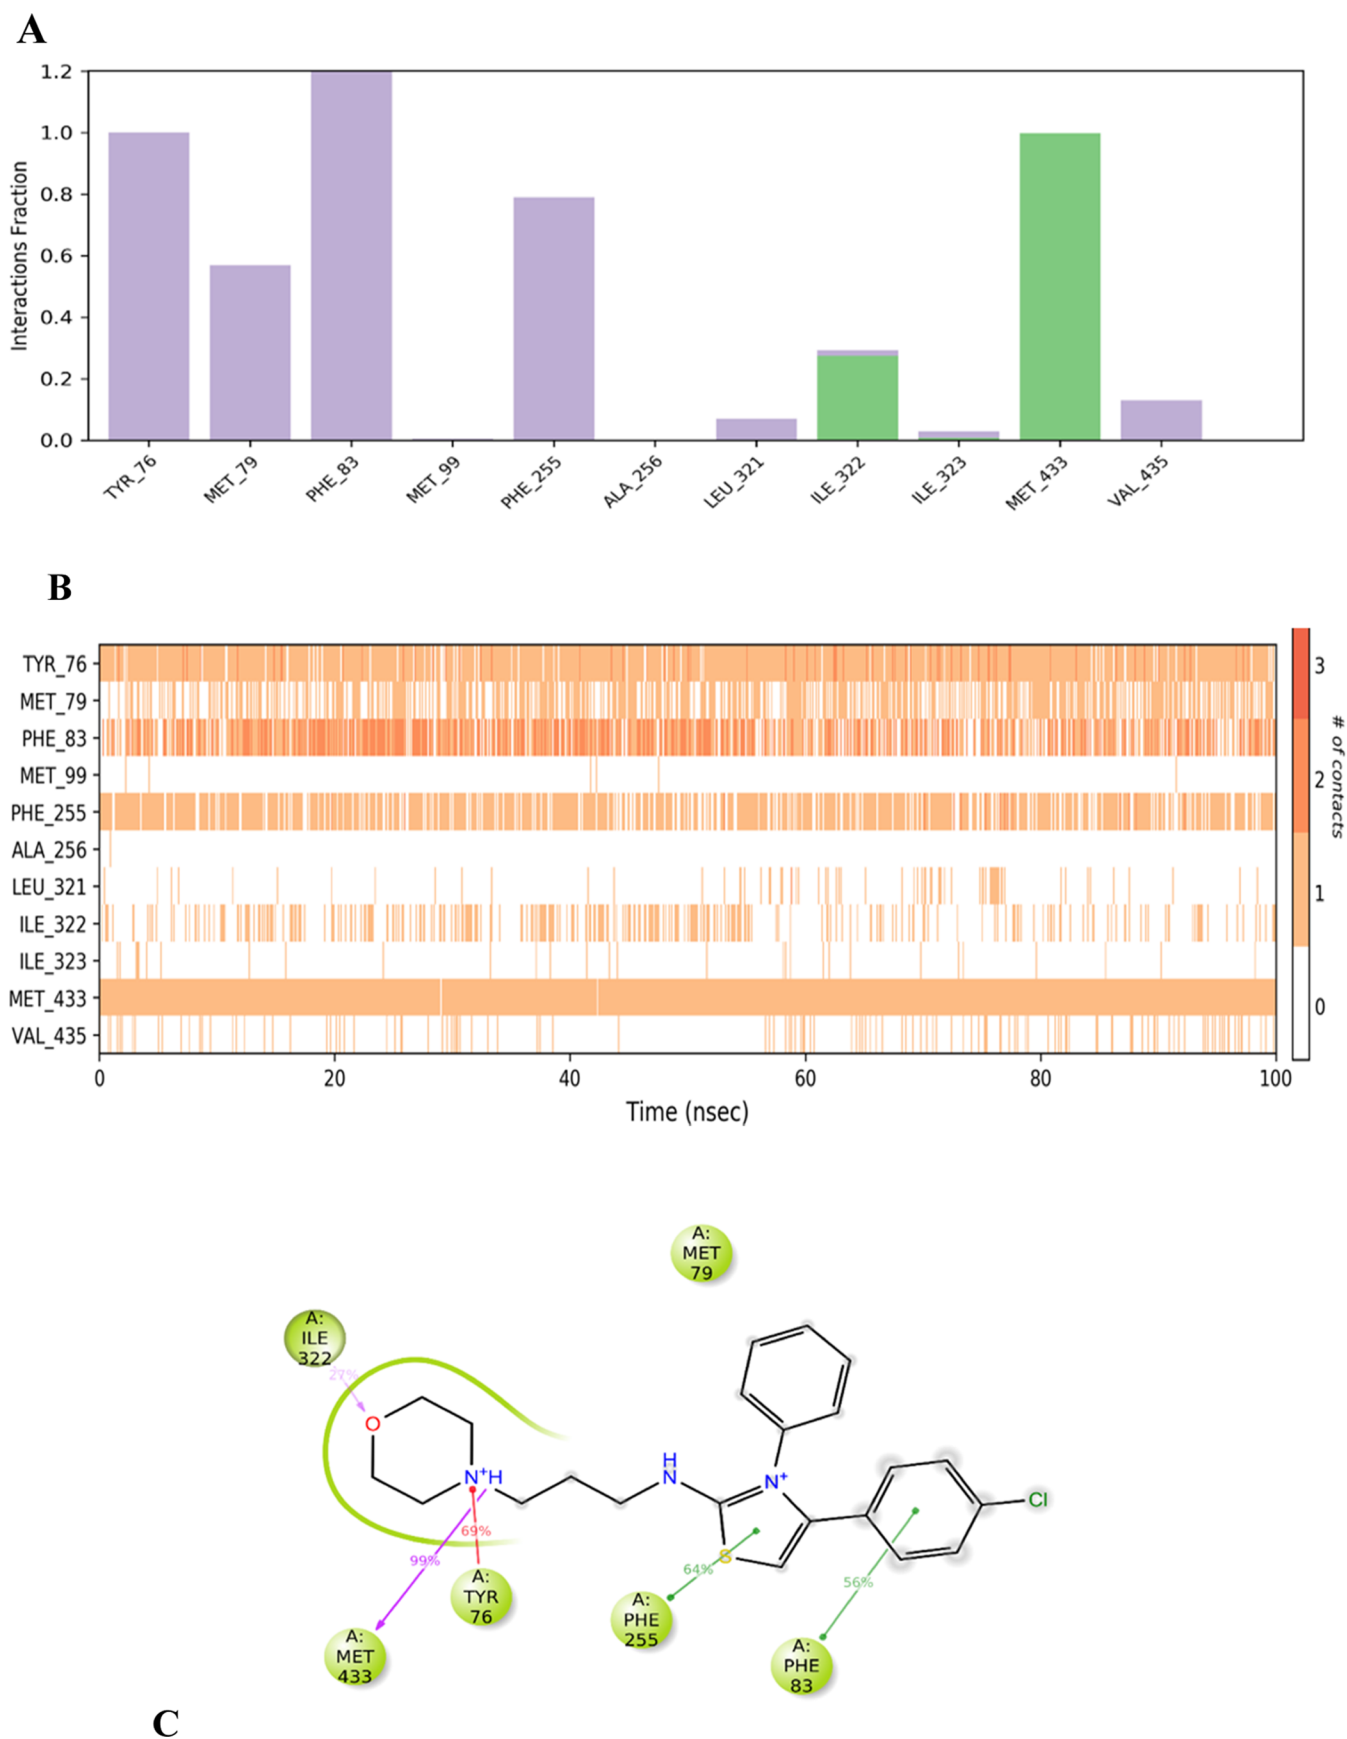 A
1.2
1.0
0.8
0.6
0.4
0.2
0.0
Interactions Fraction
TYR_76
MET_79
PHE_83
MET_99
PHE_255
ALA_256
LEU_321
ILE_322
ILE_323
MET_433
VAL_435
B
TYR_76
MET_79
PHE_83
MET_99
PHE_255
ALA_256
LEU_321
ILE_322
ILE_323
MET_433
VAL_435
0
20
40
60
80
100
Time (nsec)
3
2
1
0
# of contacts
A:
MET
79
A:
ILE
322
27%
O
N+H
H
N
N+
Cl
S
69%
99%
64%
56%
A:
TYR
76
A:
PHE
255
A:
MET
433
A:
PHE
83
C